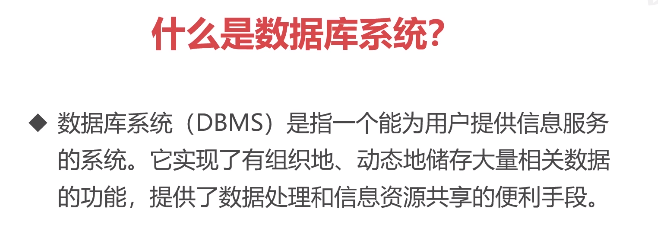 什么是数据库系统?
◆ 数据库系统（DBMS）是指一个能为用户提供信息服务
的系统。它实现了有组织地、动态地储存大量相关数据
的功能，提供了数据处理和信息资源共享的便利手段。